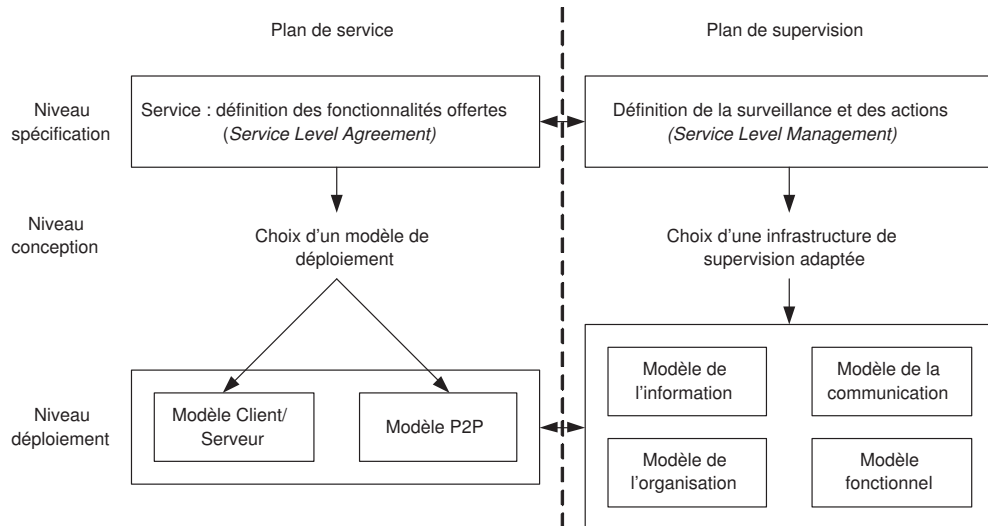 Plan de service
Plan de supervision
Niveau
spécification
Service : définition des fonctionnalités offertes
(Service Level Agreement)
Définition de la surveillance et des actions
(Service Level Management)
Niveau
conception
Choix d’un modèle de
déploiement
Choix d’une infrastructure de
supervision adaptée
Niveau
déploiement
Modèle Client/
Serveur
Modèle P2P
Modèle de
l’information
Modèle de la
communication
Modèle de
l’organisation
Modèle
fonctionnel